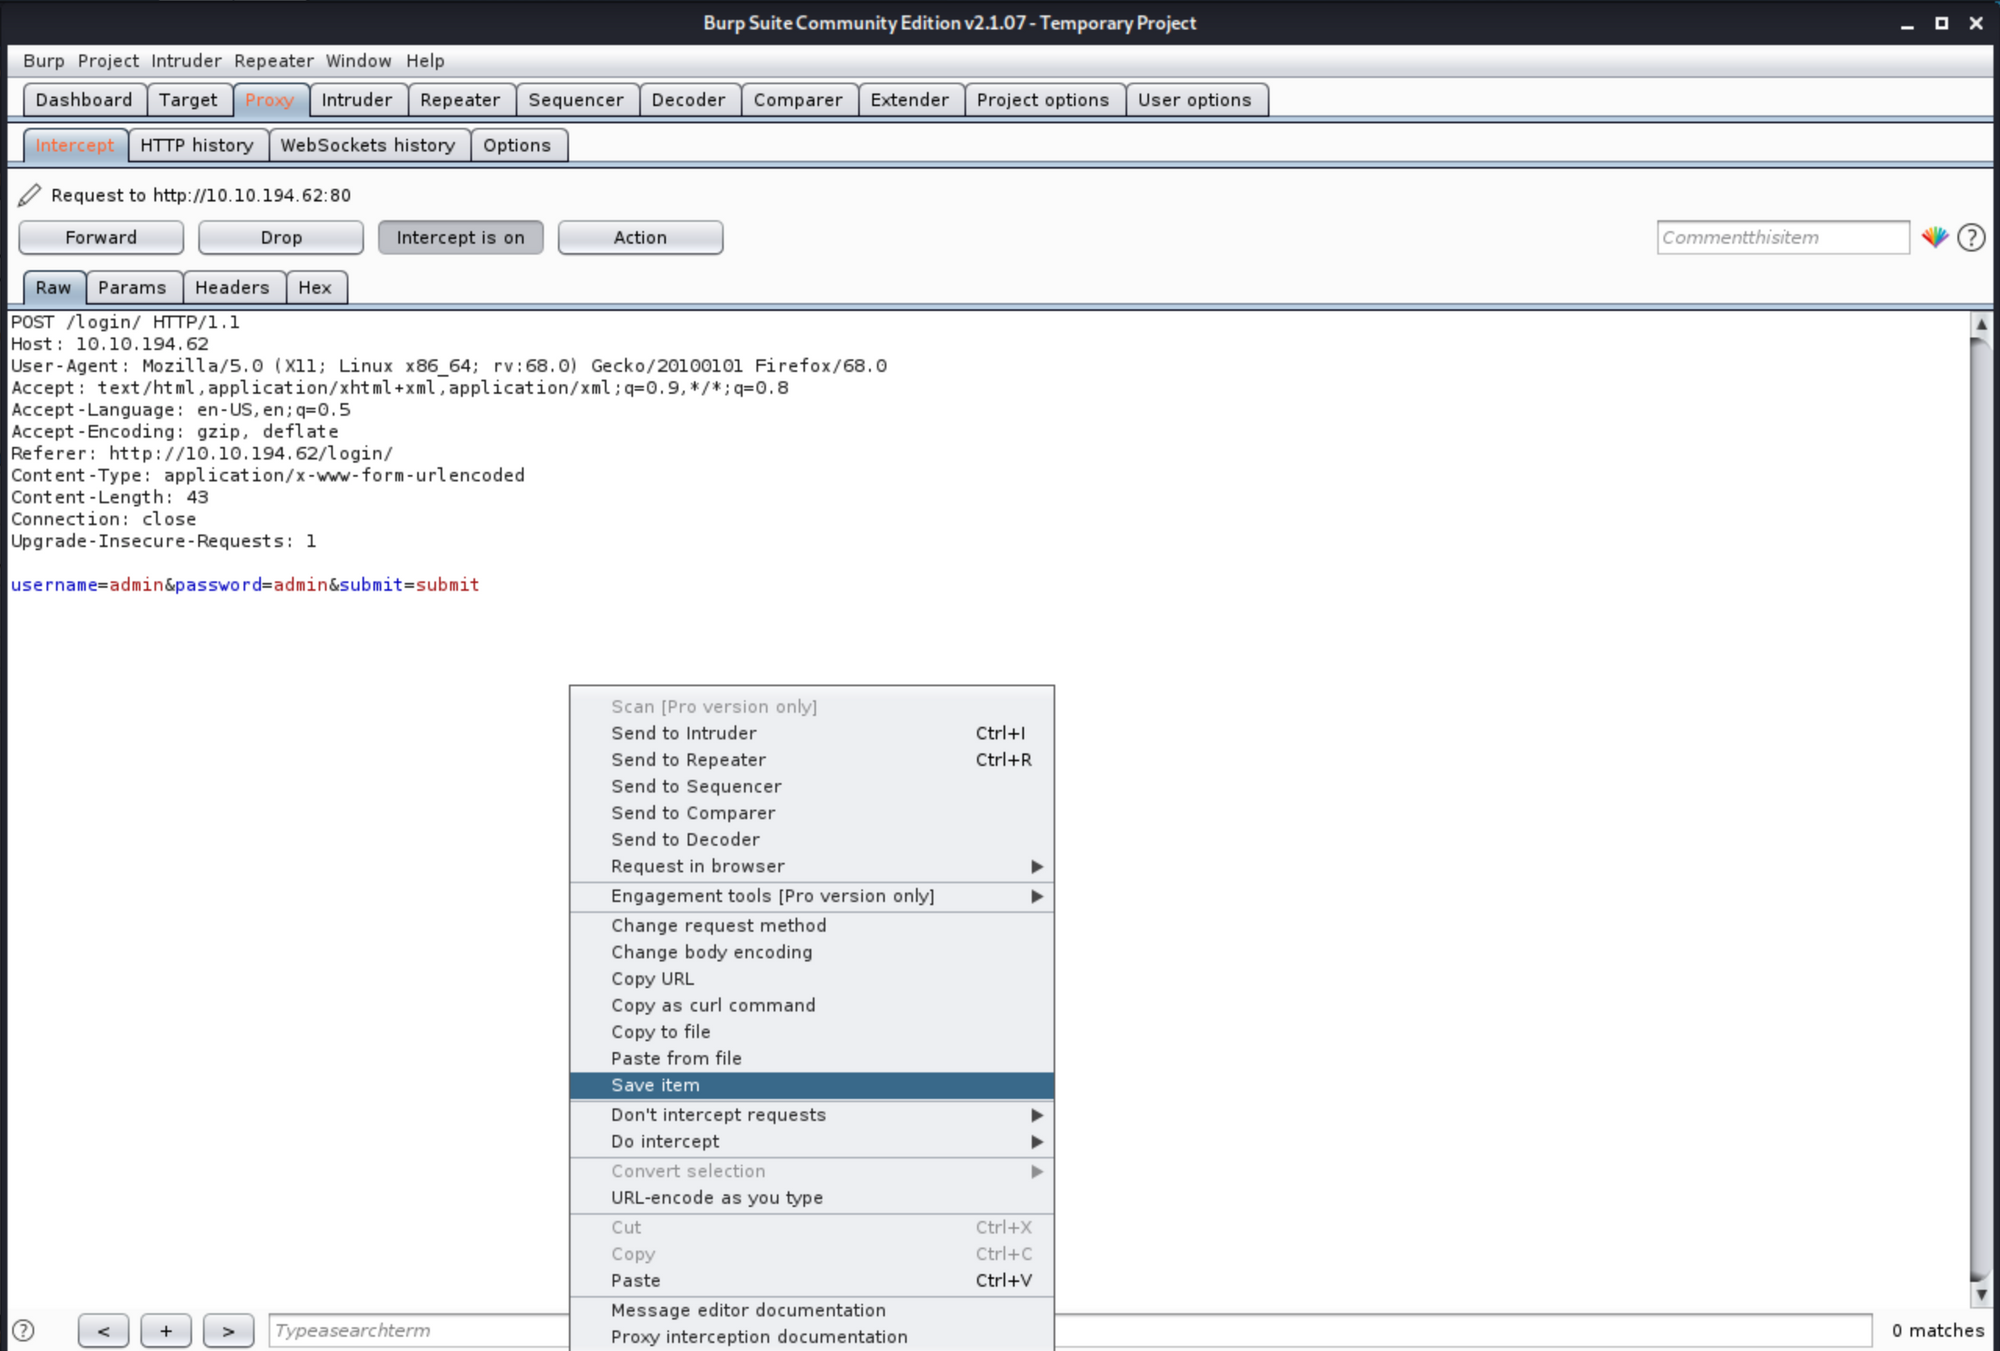 Burp Suite Community Edition v2.1.07 - Temporary Project
Burp Project Intruder Repeater Window Help
Dashboard Target Proxy Intruder Repeater Sequencer Decoder Comparer Extender Project options User options
Intercept HTTP history WebSockets history Options
Request to http://10.10.194.62:80
Forward Drop Intercept is on Action Commentthisitem ?
Raw Params Headers Hex
POST /login/ HTTP/1.1
Host: 10.10.194.62
User-Agent: Mozilla/5.0 (X11; Linux x86_64; rv:68.0) Gecko/20100101 Firefox/68.0
Accept: text/html,application/xhtml+xml,application/xml;q=0.9,*/*;q=0.8
Accept-Language: en-US,en;q=0.5
Accept-Encoding: gzip, deflate
Referer: http://10.10.194.62/login/
Content-Type: application/x-www-form-urlencoded
Content-Length: 43
Connection: close
Upgrade-Insecure-Requests: 1
username=admin&password=admin&submit=submit
Scan [Pro version only]
Send to Intruder Ctrl+I
Send to Repeater Ctrl+R
Send to Sequencer
Send to Comparer
Send to Decoder
Request in browser
Engagement tools [Pro version only]
Change request method
Change body encoding
Copy URL
Copy as curl command
Copy to file
Paste from file
Save item
Don't intercept requests
Do intercept
Convert selection
URL-encode as you type
Cut Ctrl+X
Copy Ctrl+C
Paste Ctrl+V
Message editor documentation
Proxy interception documentation
? < + > Typeasearchterm 0 matches